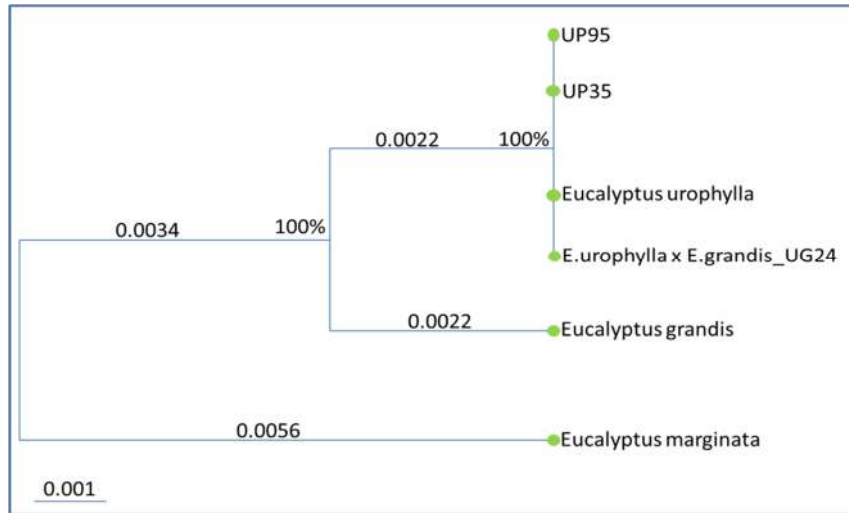 UP95
UP35
0.0022 100%
Eucalyptus urophylla
0.0034 100%
E.urophylla x E.grandis_UG24
0.0022
Eucalyptus grandis
0.0056
Eucalyptus marginata
0.001